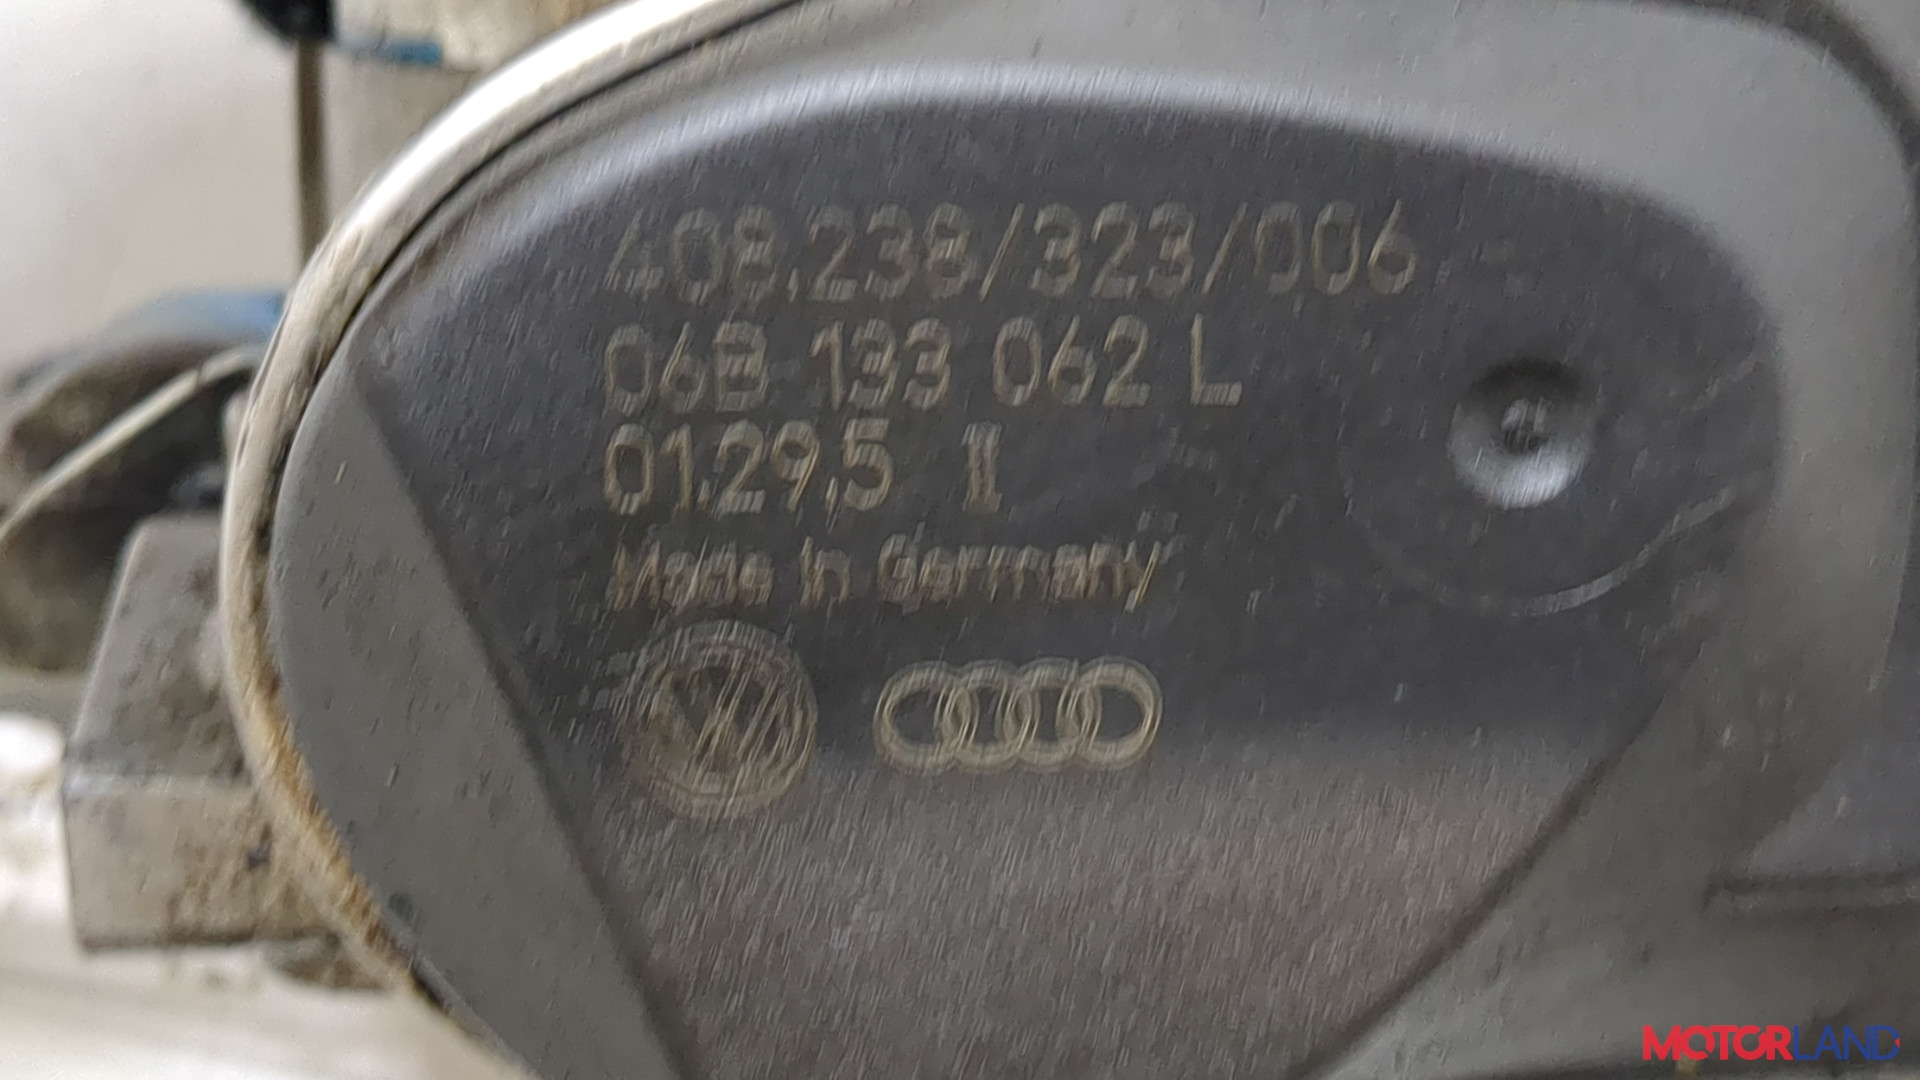 408.238/323/006
06B 133 062 L
01.29.5 II
Made in Germany
MOTORLAND